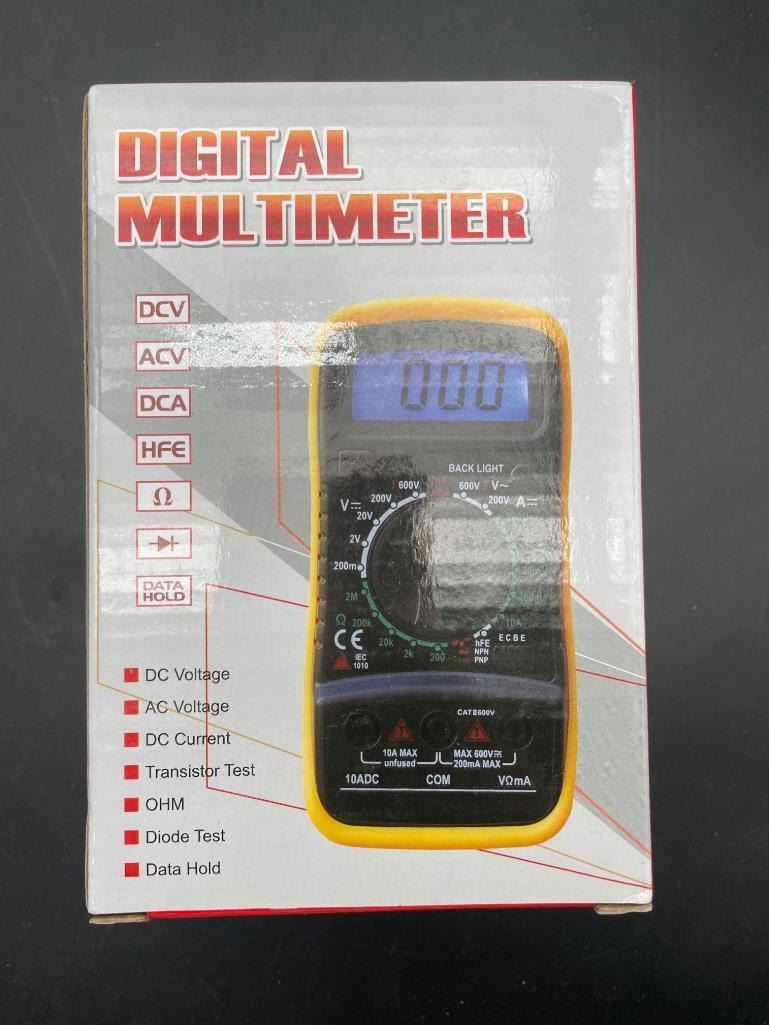 DIGITAL
MULTIMETER
DCV
ACV
DCA
HFE
Ω
DATA
HOLD
DC Voltage
AC Voltage
DC Current
Transistor Test
OHM
Diode Test
Data Hold
000
BACK LIGHT
600V
600V V~
200V
200V
A⎓
V⎓
20V
2V
200m
2M
200m
Ω
200k
10A
20k
2k
200
hFE
NPN
PNP
E C B E
CE
IEC
1010
CAT II 600V
10A MAX
unfused
MAX 600V
200mA MAX
10ADC
COM
VΩmA